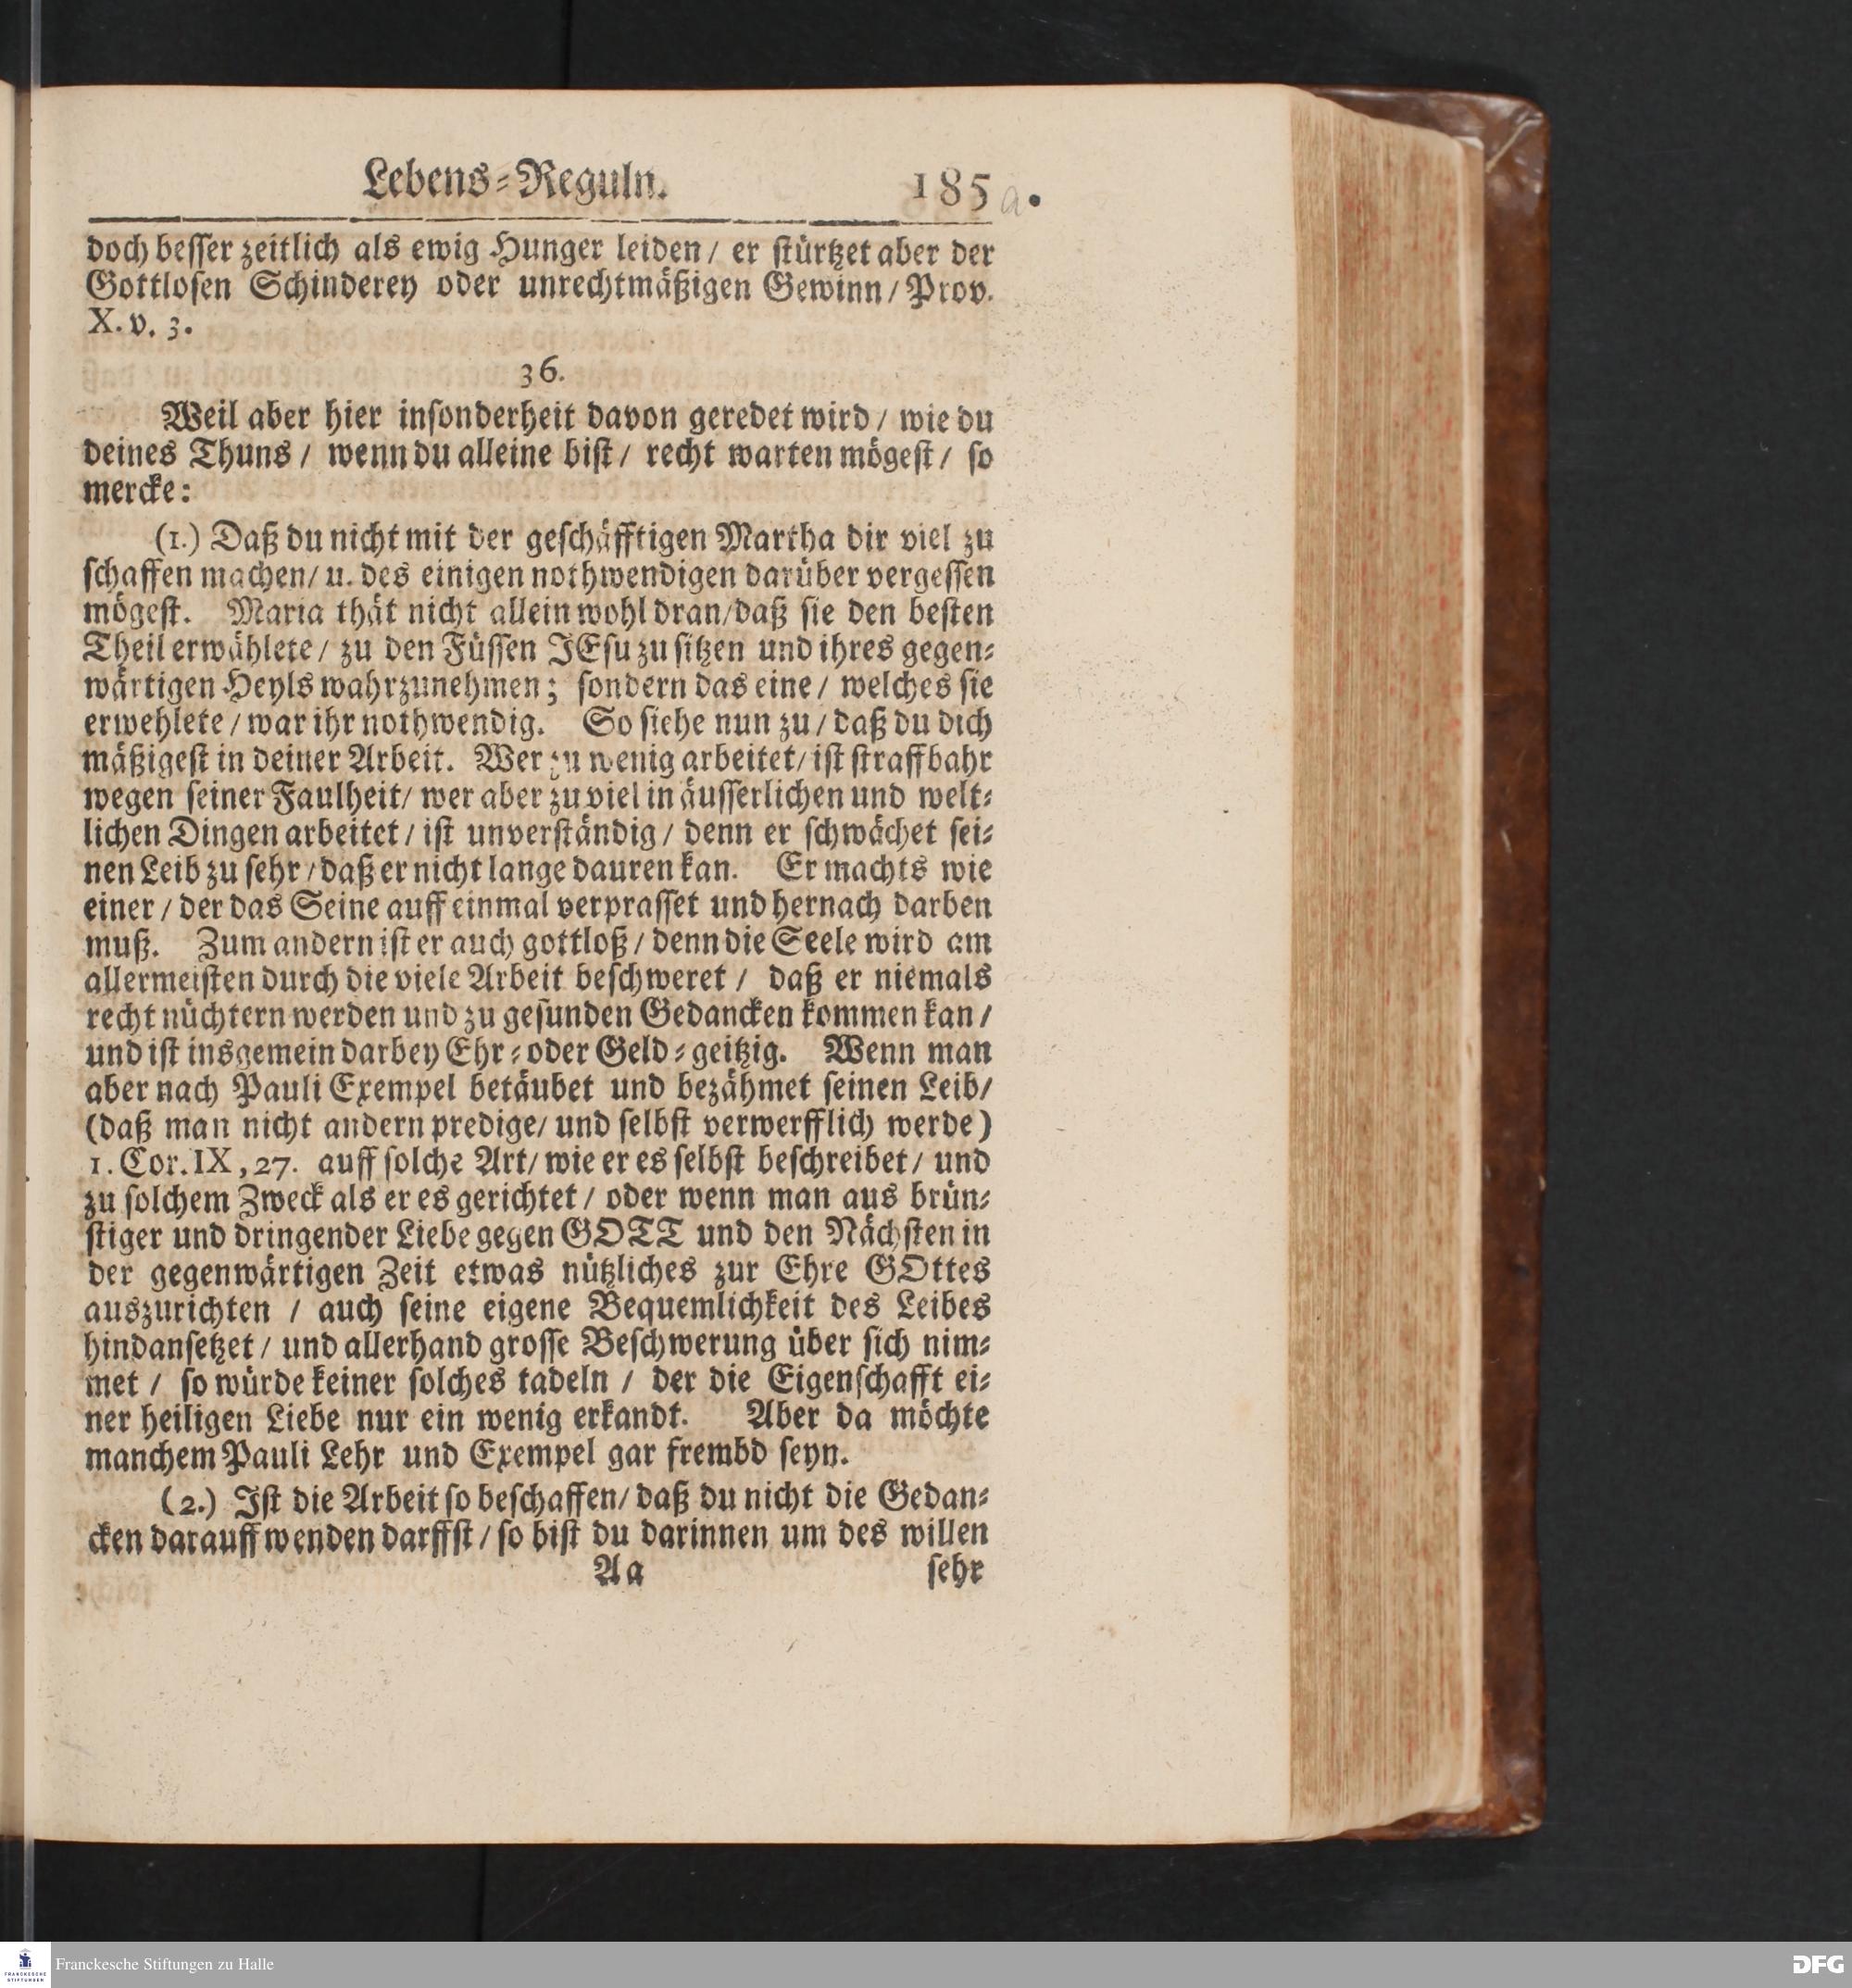 Lebens-Reguln. 185 a.
doch besser zeitlich als ewig Hunger leiden / er stürtzet aber der
Gottlosen Schinderey oder unrechtmäßigen Gewinn / Prov.
X. v. 3.
36.
Weil aber hier insonderheit davon geredet wird / wie du
deines Thuns / wenn du alleine bist / recht warten mögest / so
mercke:
(1.) Daß du nicht mit der geschäfftigen Martha dir viel zu
schaffen machen / u. des einigen nothwendigen darüber vergessen
mögest. Maria thät nicht allein wohl dran / daß sie den besten
Theil erwählete / zu den Füssen JEsu zu sitzen und ihres gegen-
wärtigen Heyls wahrzunehmen; sondern das eine / welches sie
erwehlete / war ihr nothwendig. So siehe nun zu / daß du dich
mäßigest in deiner Arbeit. Wer zu wenig arbeitet / ist straffbahr
wegen seiner Faulheit / wer aber zu viel in äusserlichen und welt-
lichen Dingen arbeitet / ist unverständig / denn er schwächet sei-
nen Leib zu sehr / daß er nicht lange dauren kan. Er machts wie
einer / der das Seine auff einmal verprasset und hernach darben
muß. Zum andern ist er auch gottloß / denn die Seele wird am
allermeisten durch die viele Arbeit beschweret / daß er niemals
recht nüchtern werden und zu gesunden Gedancken kommen kan /
und ist insgemein darbey Ehr- oder Geld-geitzig. Wenn man
aber nach Pauli Exempel betäubet und bezähmet seinen Leib /
(daß man nicht andern predige / und selbst verwerfflich werde)
1. Cor. IX, 27. auff solche Art / wie er es selbst beschreibet / und
zu solchem Zweck als er es gerichtet / oder wenn man aus brün-
stiger und dringender Liebe gegen GOTT und den Nächsten in
der gegenwärtigen Zeit etwas nützliches zur Ehre GOttes
auszurichten / auch seine eigene Bequemlichkeit des Leibes
hindansetzet / und allerhand grosse Beschwerung über sich nim-
met / so würde keiner solches tadeln / der die Eigenschafft ei-
ner heiligen Liebe nur ein wenig erkandt. Aber da möchte
manchem Pauli Lehr und Exempel gar frembd seyn.
(2.) Ist die Arbeit so beschaffen / daß du nicht die Gedan-
cken darauff wenden darffst / so bist du darinnen um des willen
Aa sehr
FRANCKESCHE STIFTUNGEN
Franckesche Stiftungen zu Halle
DFG